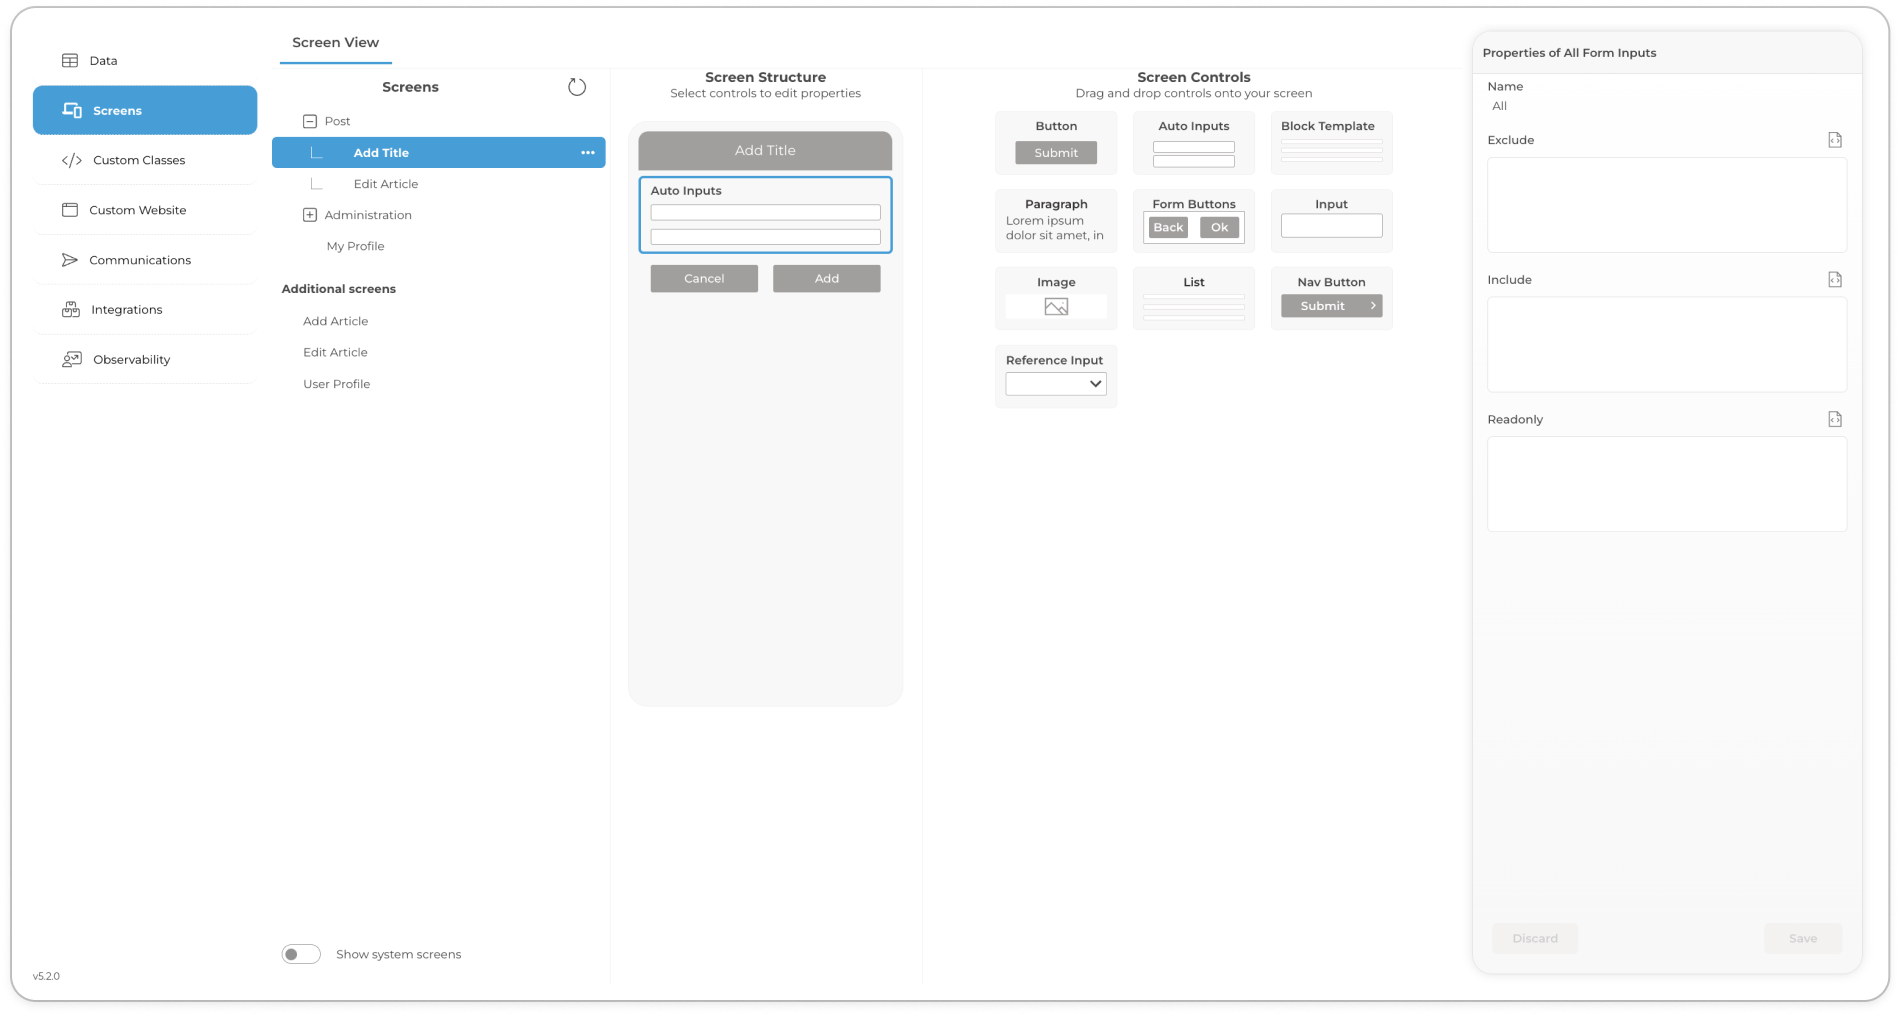 Data
Screens
Custom Classes
Custom Website
Communications
Integrations
Observability
v5.2.0
Screen View
Screens
Post
Add Title
Edit Article
Administration
My Profile
Additional screens
Add Article
Edit Article
User Profile
Show system screens
Screen Structure
Select controls to edit properties
Add Title
Auto Inputs
Cancel
Add
Screen Controls
Drag and drop controls onto your screen
Button
Submit
Auto Inputs
Block Template
Paragraph
Lorem ipsum
dolor sit amet, in
Form Buttons
Back
Ok
Input
Image
List
Nav Button
Submit
Reference Input
Properties of All Form Inputs
Name
All
Exclude
Include
Readonly
Discard
Save